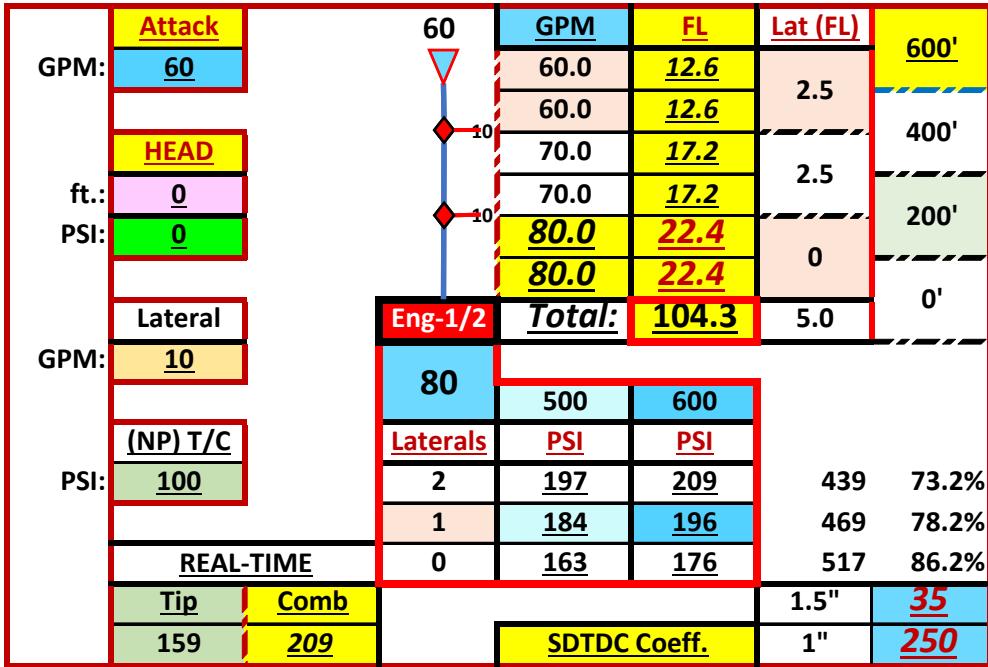 Attack 60 GPM FL Lat (FL) 600'
GPM: 60 60.0 12.6 2.5
60.0 12.6
10 400'
HEAD 70.0 17.2 2.5
ft.: 0 70.0 17.2
10 200'
PSI: 0 80.0 22.4 0
80.0 22.4
0'
Lateral Eng-1/2 Total: 104.3 5.0
GPM: 10 80
500 600
(NP) T/C Laterals PSI PSI
PSI: 100 2 197 209 439 73.2%
1 184 196 469 78.2%
REAL-TIME 0 163 176 517 86.2%
Tip Comb 1.5" 35
159 209 SDTDC Coeff. 1" 250